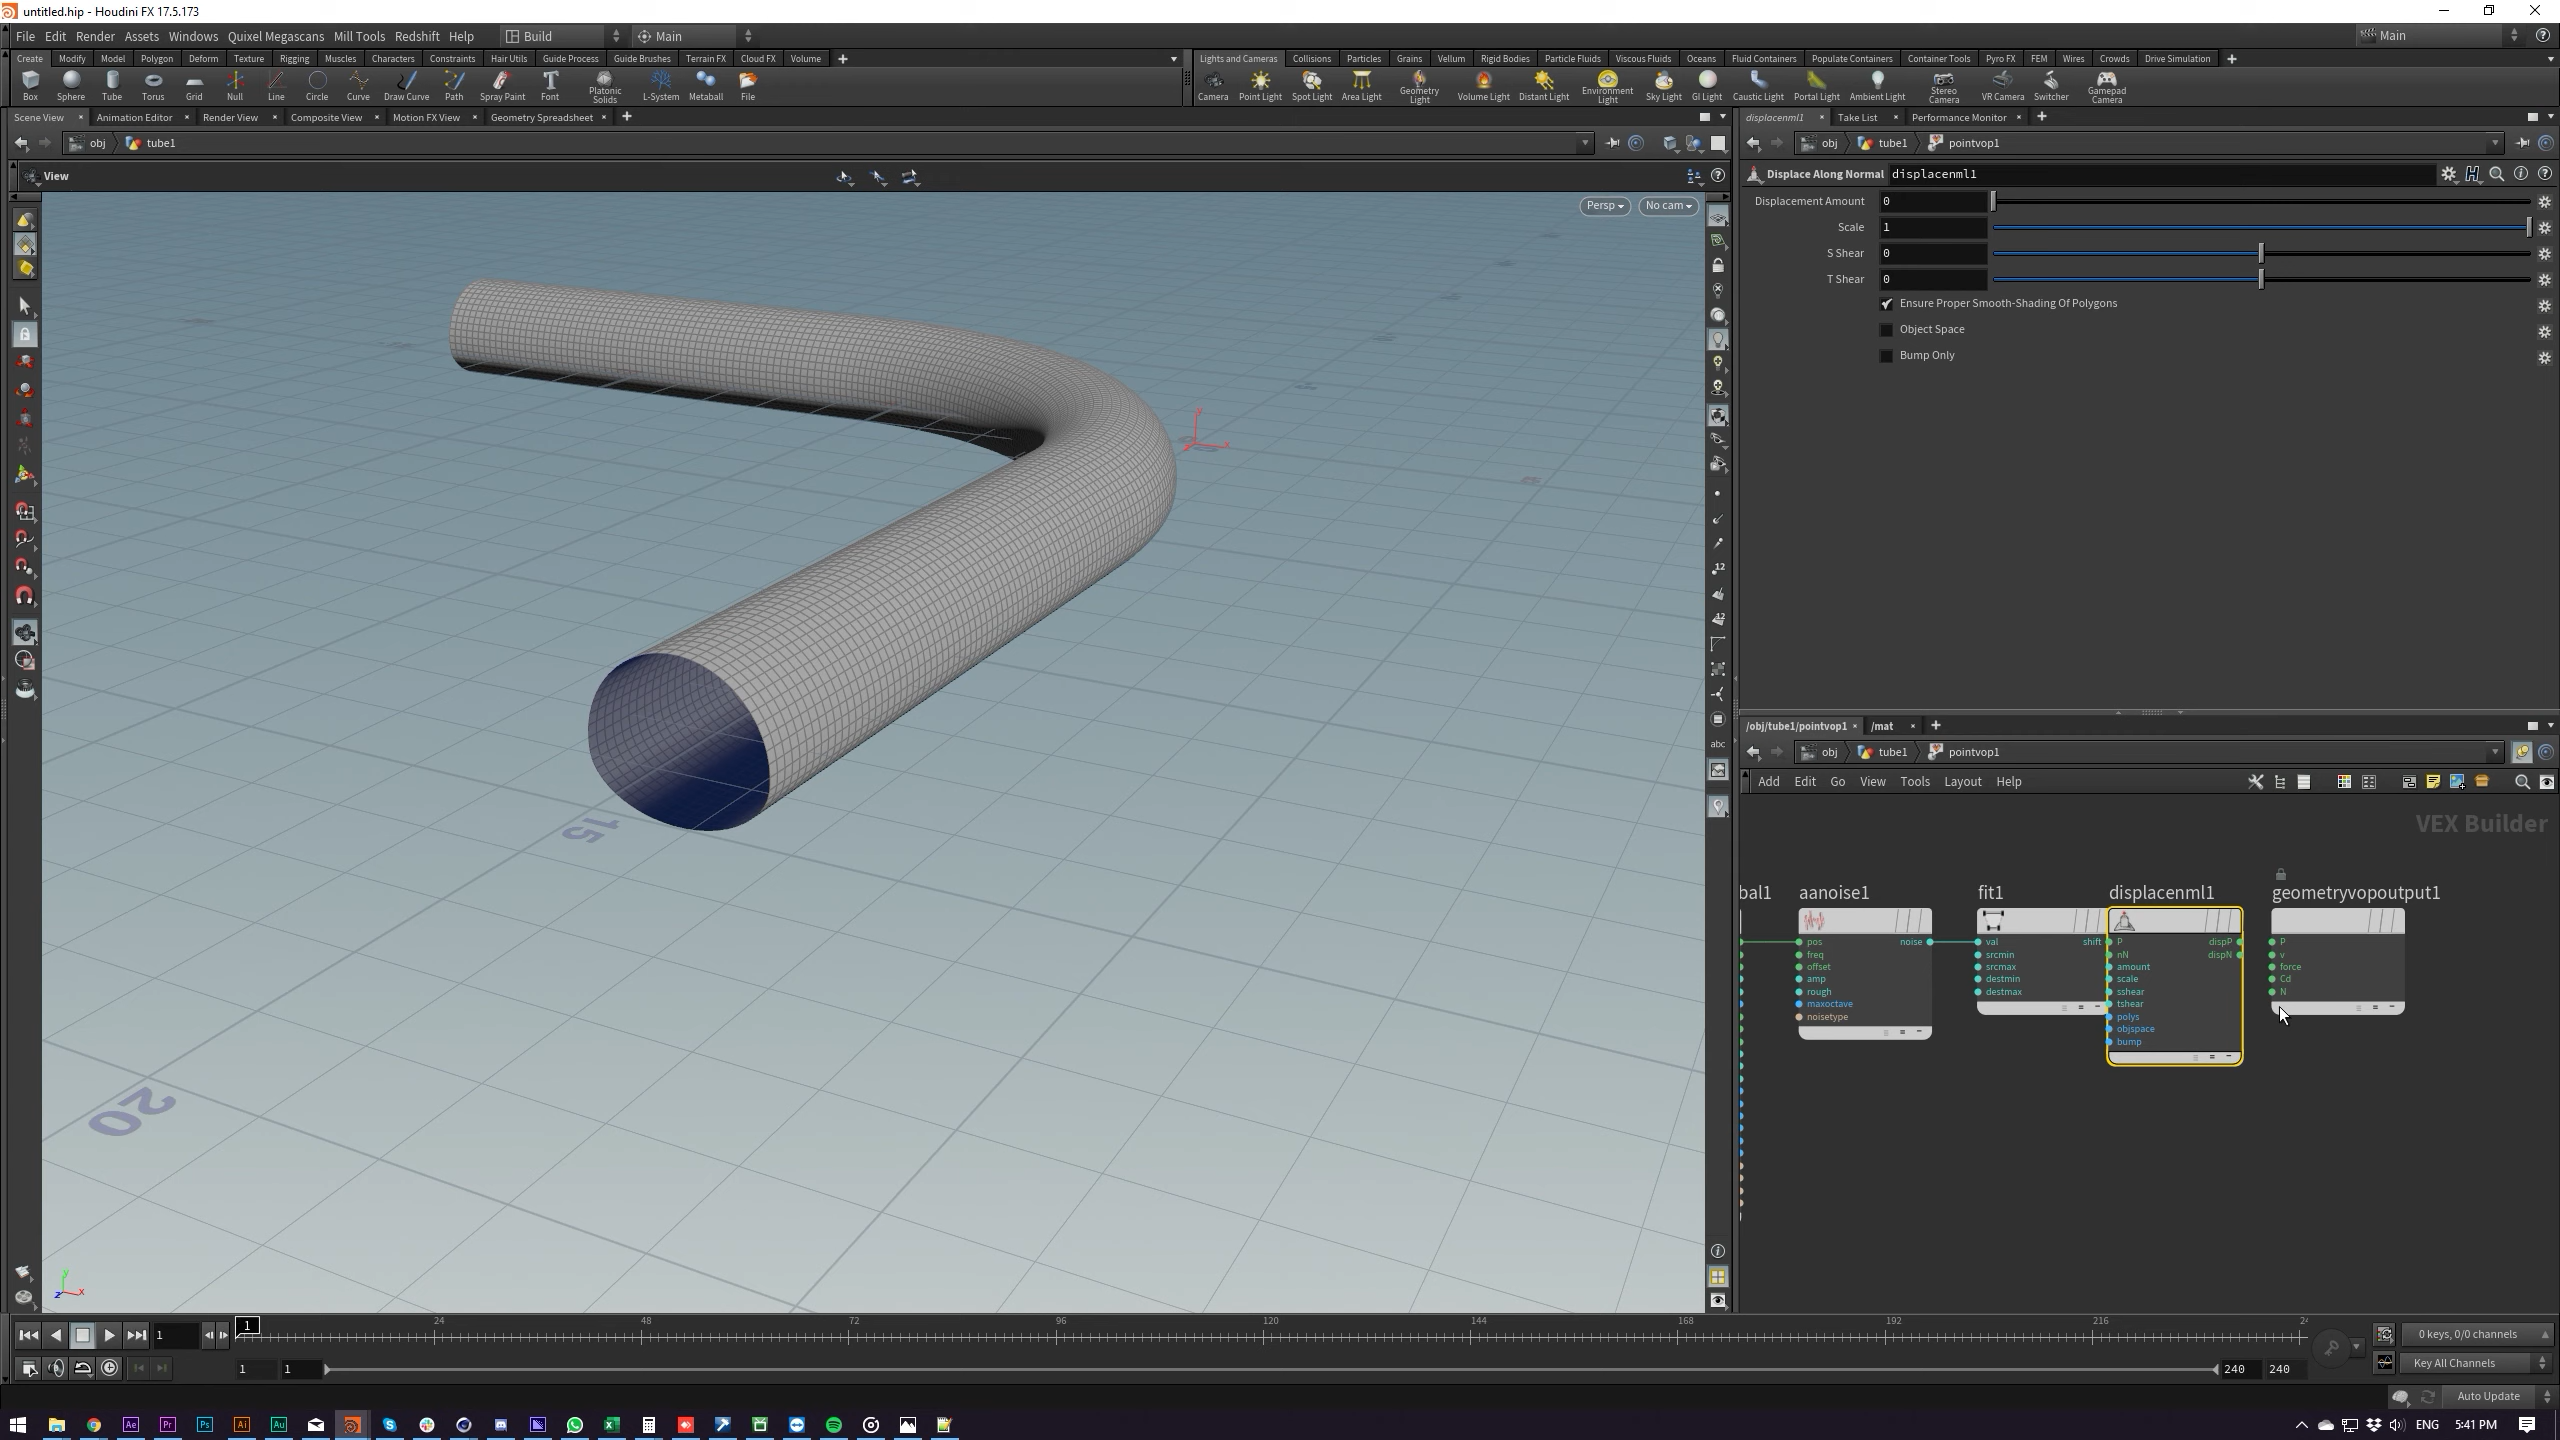 untitled.hip - Houdini FX 17.5.173
File Edit Render Assets Windows Quixel Megascans Mill Tools Redshift Help Build Main Main
Create Modify Model Polygon Deform Texture Rigging Muscles Characters Constraints Hair Utils Guide Process Guide Brushes Terrain FX Cloud FX Volume
Lights and Cameras Collisions Particles Grains Vellum Rigid Bodies Particle Fluids Viscous Fluids Oceans Fluid Containers Populate Containers Container Tools Pyro FX FEM Wires Crowds Drive Simulation
Box Sphere Tube Torus Grid Null Line Circle Curve Draw Curve Path Spray Paint Font Platonic Solids L-System Metaball File
Camera Point Light Spot Light Area Light Geometry Light Volume Light Distant Light Environment Light Sky Light GI Light Caustic Light Portal Light Ambient Light Stereo Camera VR Camera Switcher Gamepad Camera
Scene View Animation Editor Render View Composite View Motion FX View Geometry Spreadsheet
displacenml1 Take List Performance Monitor
obj tube1
obj tube1 pointvop1
View
Displace Along Normal displacenml1
Persp No cam
Displacement Amount 0
Scale 1
S Shear 0
T Shear 0
Ensure Proper Smooth-Shading Of Polygons
Object Space
Bump Only
12
12
abc
15
20
y
x
z
/obj/tube1/pointvop1 /mat
obj tube1 pointvop1
Add Edit Go View Tools Layout Help
VEX Builder
bal1 aanoise1 fit1 displacenml1 geometryvopoutput1
pos noise val shift P dispP P
freq srcmin nN dispN v
offset srcmax amount force
amp destmin scale Cd
rough destmax sshear N
maxoctave tshear
noisetype polys
objspace
bump
1 1 24 48 72 96 120 144 168 192 216 24
0 keys, 0/0 channels
1 1 240 240
Key All Channels
Auto Update
ENG 5:41 PM